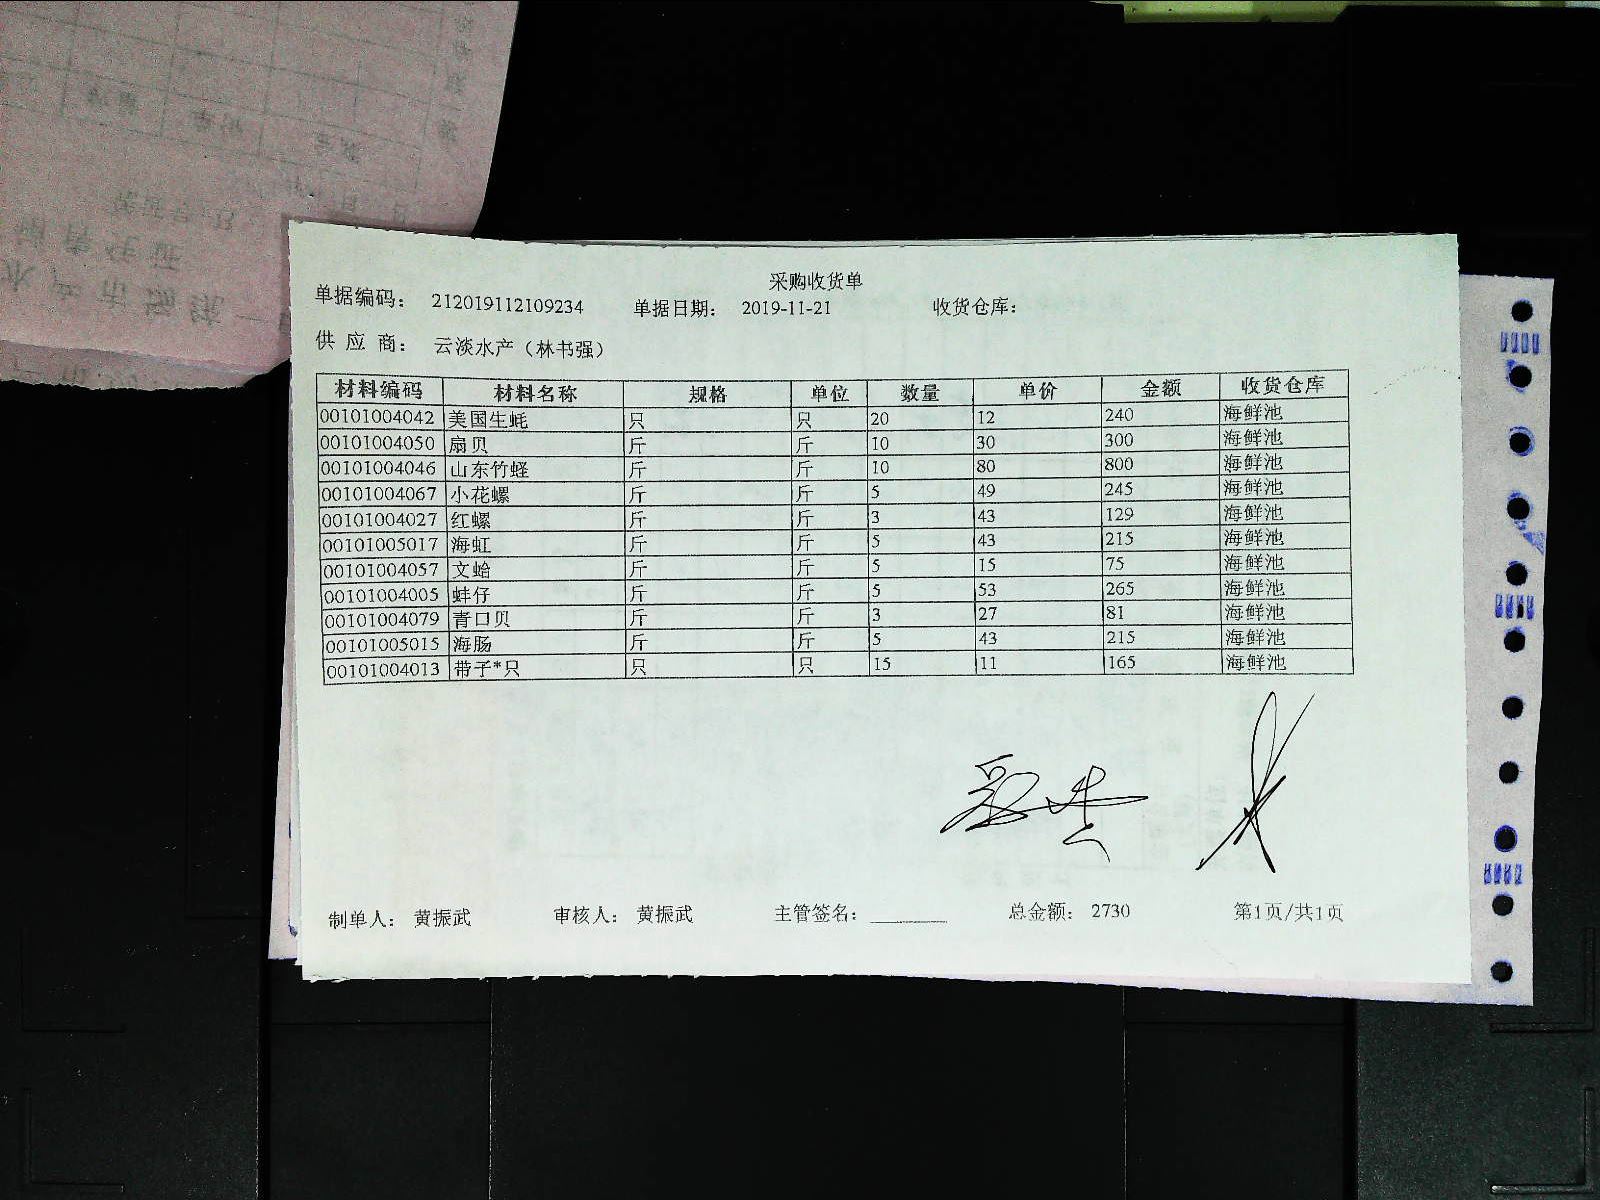 采购收货单
单据编码: 212019112109234 单据日期: 2019-11-21 收货仓库:
供 应 商: 云淡水产（林书强）
材料编码 材料名称 规格 单位 数量 单价 金额 收货仓库
00101004042 美国生蚝 只 只 20 12 240 海鲜池
00101004050 扇贝 斤 斤 10 30 300 海鲜池
00101004046 山东竹蛏 斤 斤 10 80 800 海鲜池
00101004067 小花螺 斤 斤 5 49 245 海鲜池
00101004027 红螺 斤 斤 3 43 129 海鲜池
00101005017 海虹 斤 斤 5 43 215 海鲜池
00101004057 文蛤 斤 斤 5 15 75 海鲜池
00101004005 蛏仔 斤 斤 5 53 265 海鲜池
00101004079 青口贝 斤 斤 3 27 81 海鲜池
00101005015 海肠 斤 斤 5 43 215 海鲜池
00101004013 带子*只 只 只 15 11 165 海鲜池
制单人: 黄振武 审核人: 黄振武 主管签名: 总金额: 2730 第1页/共1页